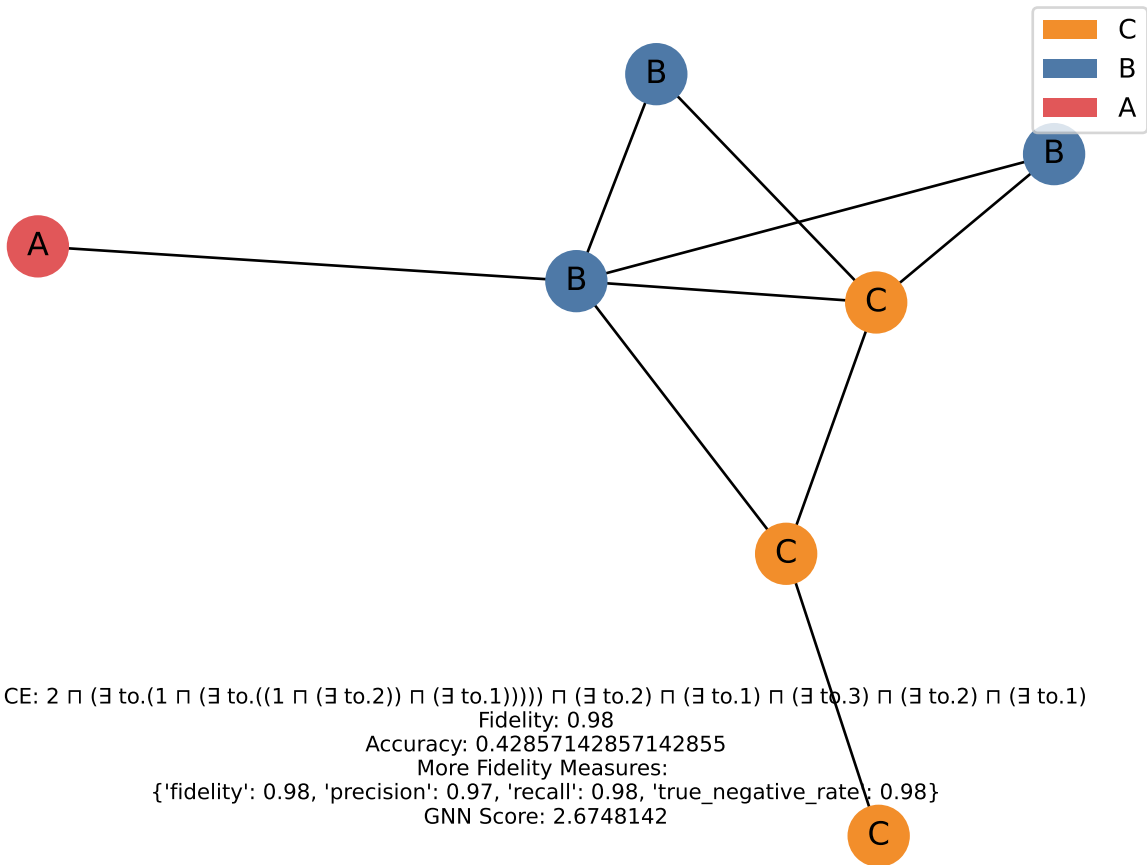 C
B
A
B
B
A
B
C
C
CE: 2 ⊓ (∃ to.(1 ⊓ (∃ to.((1 ⊓ (∃ to.2)) ⊓ (∃ to.1))))) ⊓ (∃ to.2) ⊓ (∃ to.1) ⊓ (∃ to.3) ⊓ (∃ to.2) ⊓ (∃ to.1)
Fidelity: 0.98
Accuracy: 0.42857142857142855
More Fidelity Measures:
{'fidelity': 0.98, 'precision': 0.97, 'recall': 0.98, 'true_negative_rate': 0.98}
GNN Score: 2.6748142
C